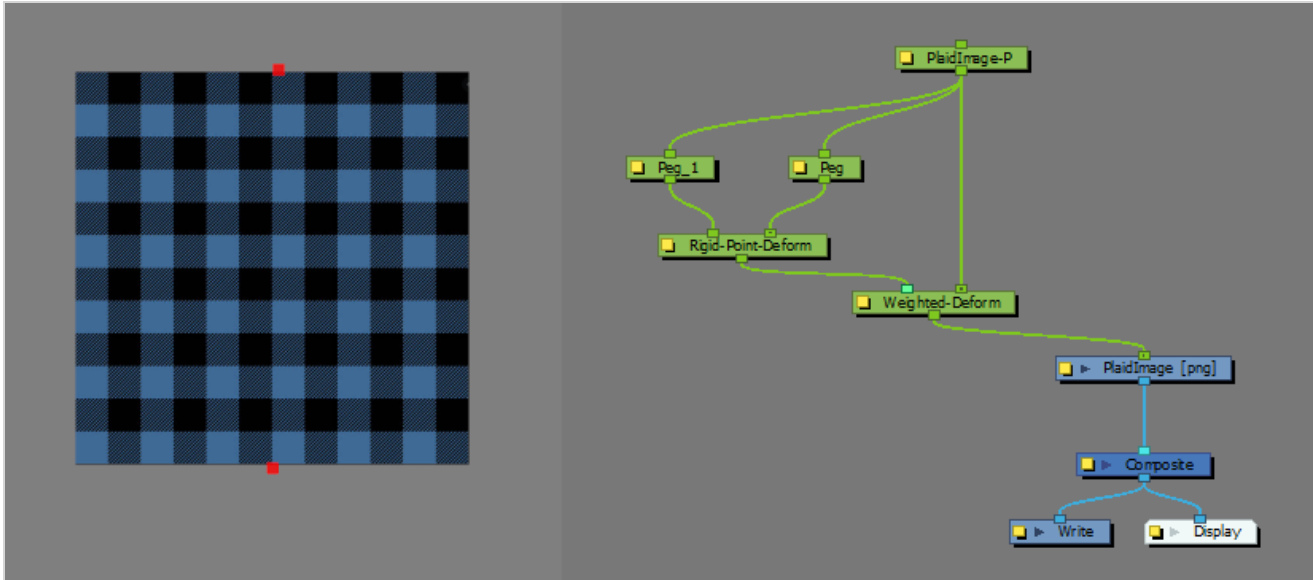 PlaidImage-P
Peg_1
Peg
Rigid-Point-Deform
Weighted-Deform
PlaidImage [png]
Composite
Write
Display